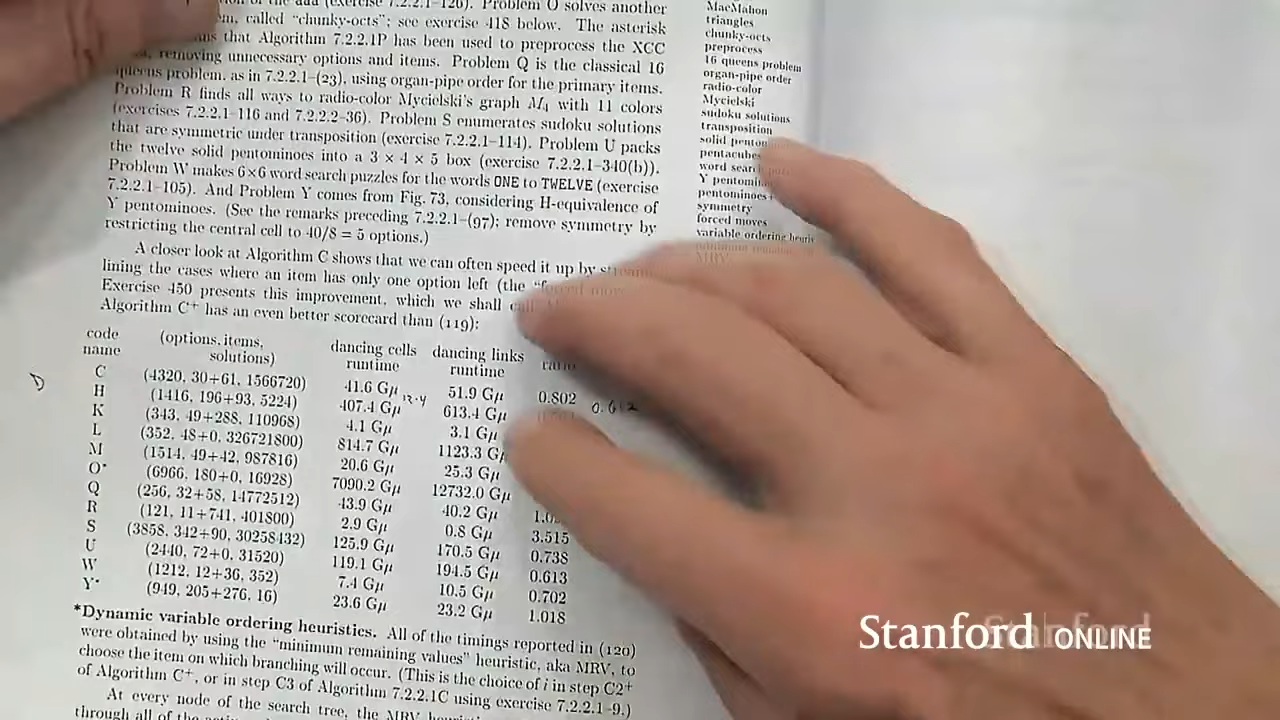 (exercise 7.2.2.1–126). Problem O solves another
called “chunky-octs”; see exercise 418 below. The asterisk
that Algorithm 7.2.2.1P has been used to preprocess the XCC
removing unnecessary options and items. Problem Q is the classical 16
queens problem, as in 7.2.2.1–(23), using organ-pipe order for the primary items.
Problem R finds all ways to radio-color Mycielski’s graph M₄ with 11 colors
(exercises 7.2.2.1–116 and 7.2.2.2–36). Problem S enumerates sudoku solutions
that are symmetric under transposition (exercise 7.2.2.1–114). Problem U packs
the twelve solid pentominoes into a 3 × 4 × 5 box (exercise 7.2.2.1–340(b)).
Problem W makes 6×6 word search puzzles for the words ONE to TWELVE (exercise
7.2.2.1–105). And Problem Y comes from Fig. 73, considering H-equivalence of
Y pentominoes. (See the remarks preceding 7.2.2.1–(97); remove symmetry by
restricting the central cell to 40/8 = 5 options.)
A closer look at Algorithm C shows that we can often speed it up by
lining the cases where an item has only one option left (the
Exercise 450 presents this improvement, which we shall
Algorithm C⁺ has an even better scorecard than (119):
MacMahon
triangles
chunky-octs
preprocess
16 queens problem
organ-pipe order
radio-color
Mycielski
sudoku solutions
transposition
solid
word
Y
pentominoes
symmetry
forced moves
variable ordering
MRV
code name (options, items, solutions) dancing cells runtime dancing links runtime
C (4320, 30+61, 1566720) 41.6 Gμ 51.9 Gμ 0.802
H (1416, 196+93, 5224) 407.4 Gμ 613.4 Gμ
K (343, 49+288, 110968) 4.1 Gμ 3.1 Gμ
L (352, 48+0, 326721800) 814.7 Gμ 1123.3 Gμ
M (1514, 49+42, 987816) 20.6 Gμ 25.3 Gμ
O* (6966, 180+0, 16928) 7090.2 Gμ 12732.0 Gμ
Q (256, 32+58, 14772512) 43.9 Gμ 40.2 Gμ
R (121, 11+741, 401800) 2.9 Gμ 0.8 Gμ 3.515
S (3858, 342+90, 30258432) 125.9 Gμ 170.5 Gμ 0.738
U (2440, 72+0, 31520) 119.1 Gμ 194.5 Gμ 0.613
W (1212, 12+36, 352) 7.4 Gμ 10.5 Gμ 0.702
Y* (949, 205+276, 16) 23.6 Gμ 23.2 Gμ 1.018
*Dynamic variable ordering heuristics. All of the timings reported in (120)
were obtained by using the “minimum remaining values” heuristic, aka MRV, to
choose the item on which branching will occur. (This is the choice of i in step C2⁺
of Algorithm C⁺, or in step C3 of Algorithm 7.2.2.1C using exercise 7.2.2.1–9.)
At every node of the search tree, the MRV
through all of the
Stanford ONLINE